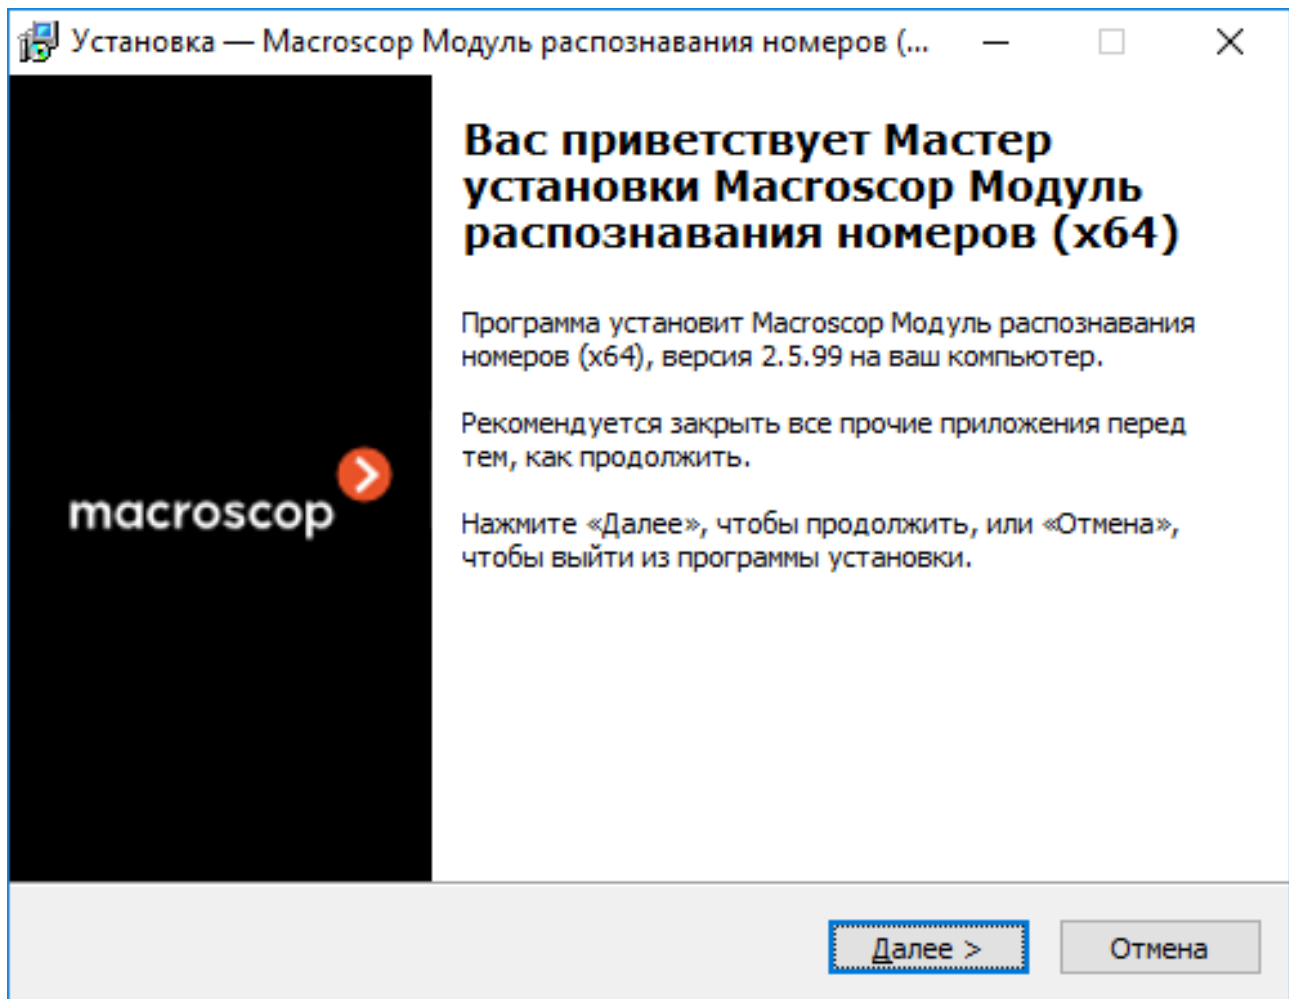 Установка — Macroscop Модуль распознавания номеров (...
Вас приветствует Мастер
установки Macroscop Модуль
распознавания номеров (x64)
Программа установит Macroscop Модуль распознавания
номеров (x64), версия 2.5.99 на ваш компьютер.
Рекомендуется закрыть все прочие приложения перед
тем, как продолжить.
Нажмите «Далее», чтобы продолжить, или «Отмена»,
чтобы выйти из программы установки.
macroscop
Далее >
Отмена